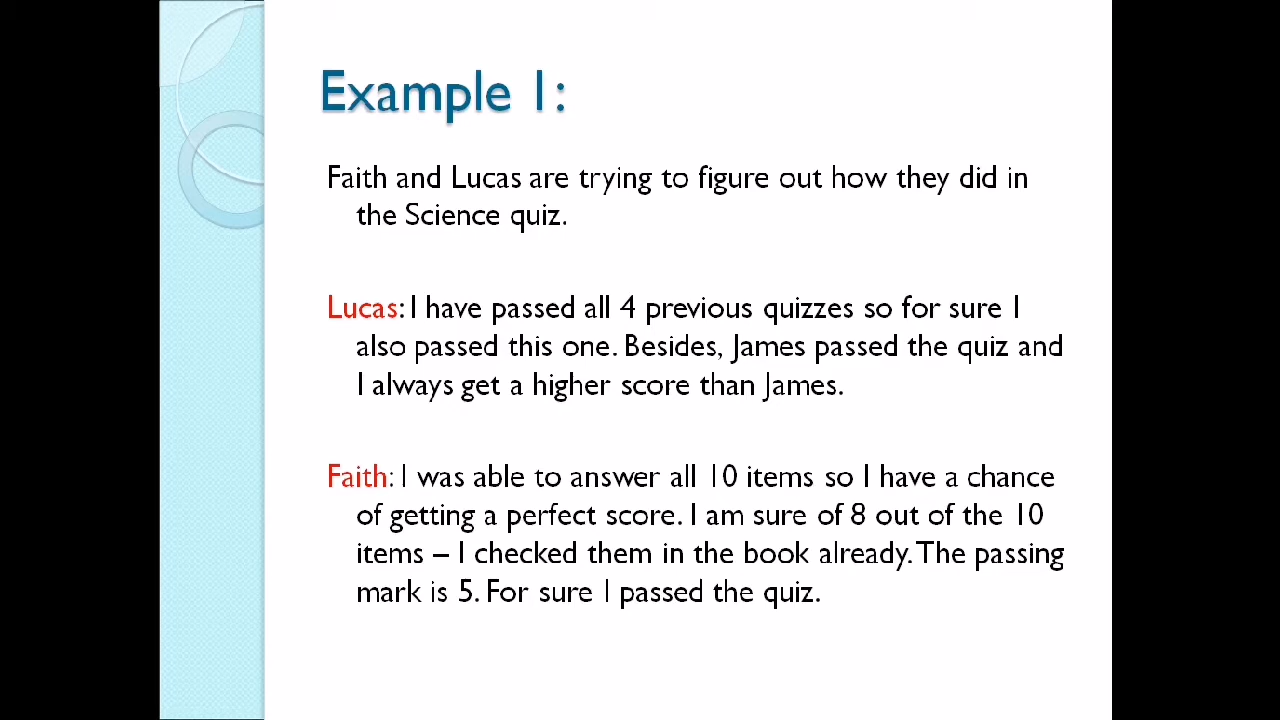 Example 1:
Faith and Lucas are trying to figure out how they did in
the Science quiz.
Lucas: I have passed all 4 previous quizzes so for sure I
also passed this one. Besides, James passed the quiz and
I always get a higher score than James.
Faith: I was able to answer all 10 items so I have a chance
of getting a perfect score. I am sure of 8 out of the 10
items – I checked them in the book already. The passing
mark is 5. For sure I passed the quiz.